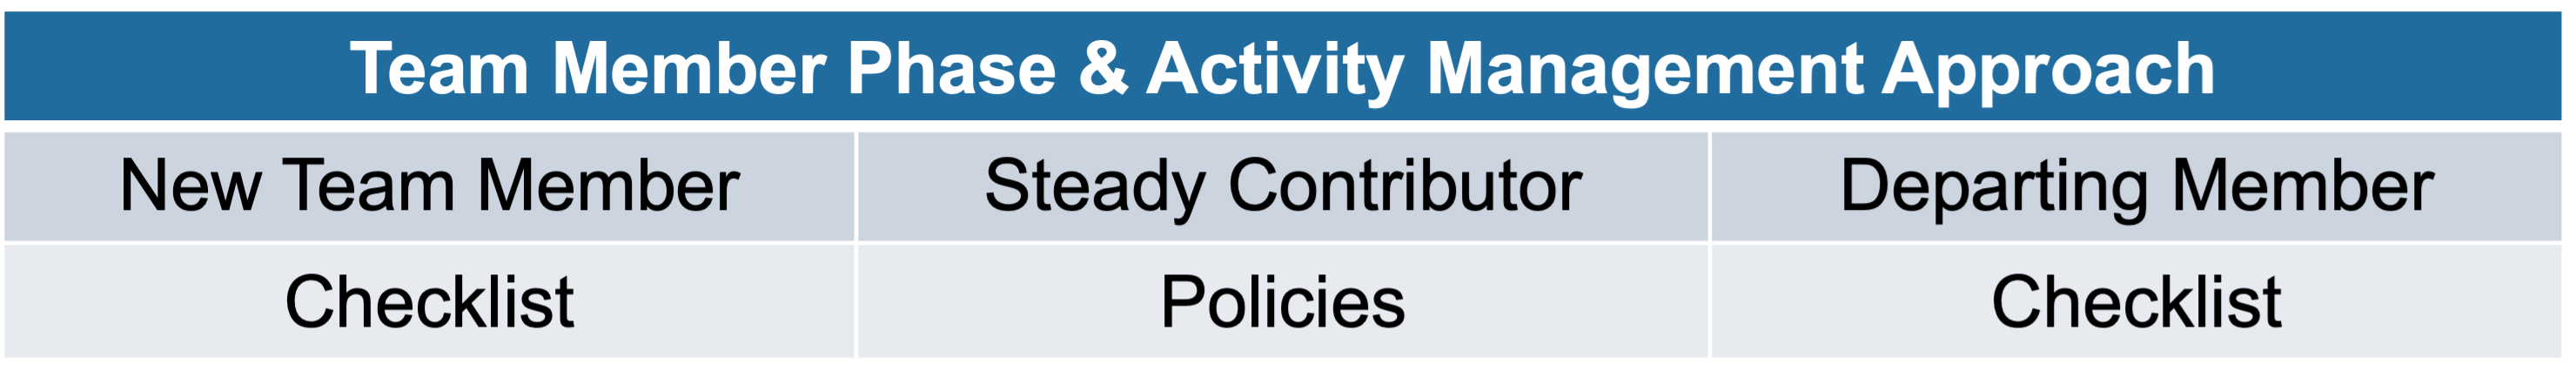 Team Member Phase & Activity Management Approach
New Team Member Steady Contributor Departing Member
Checklist Policies Checklist